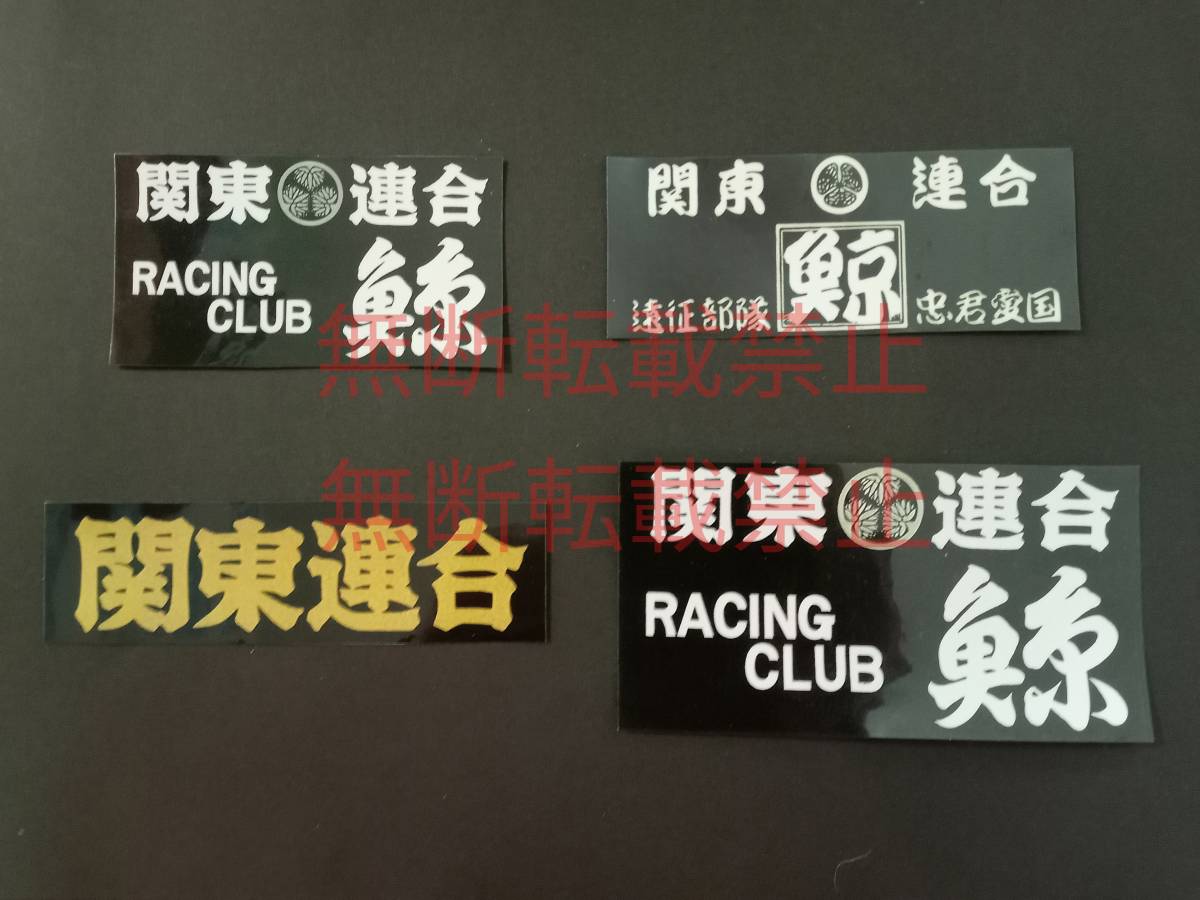 関東連合
RACING
CLUB
鯨
関東 連合
鯨
遠征部隊 忠君愛国
無断転載禁止
無断転載禁止
関東連合
関東連合
RACING
CLUB
鯨